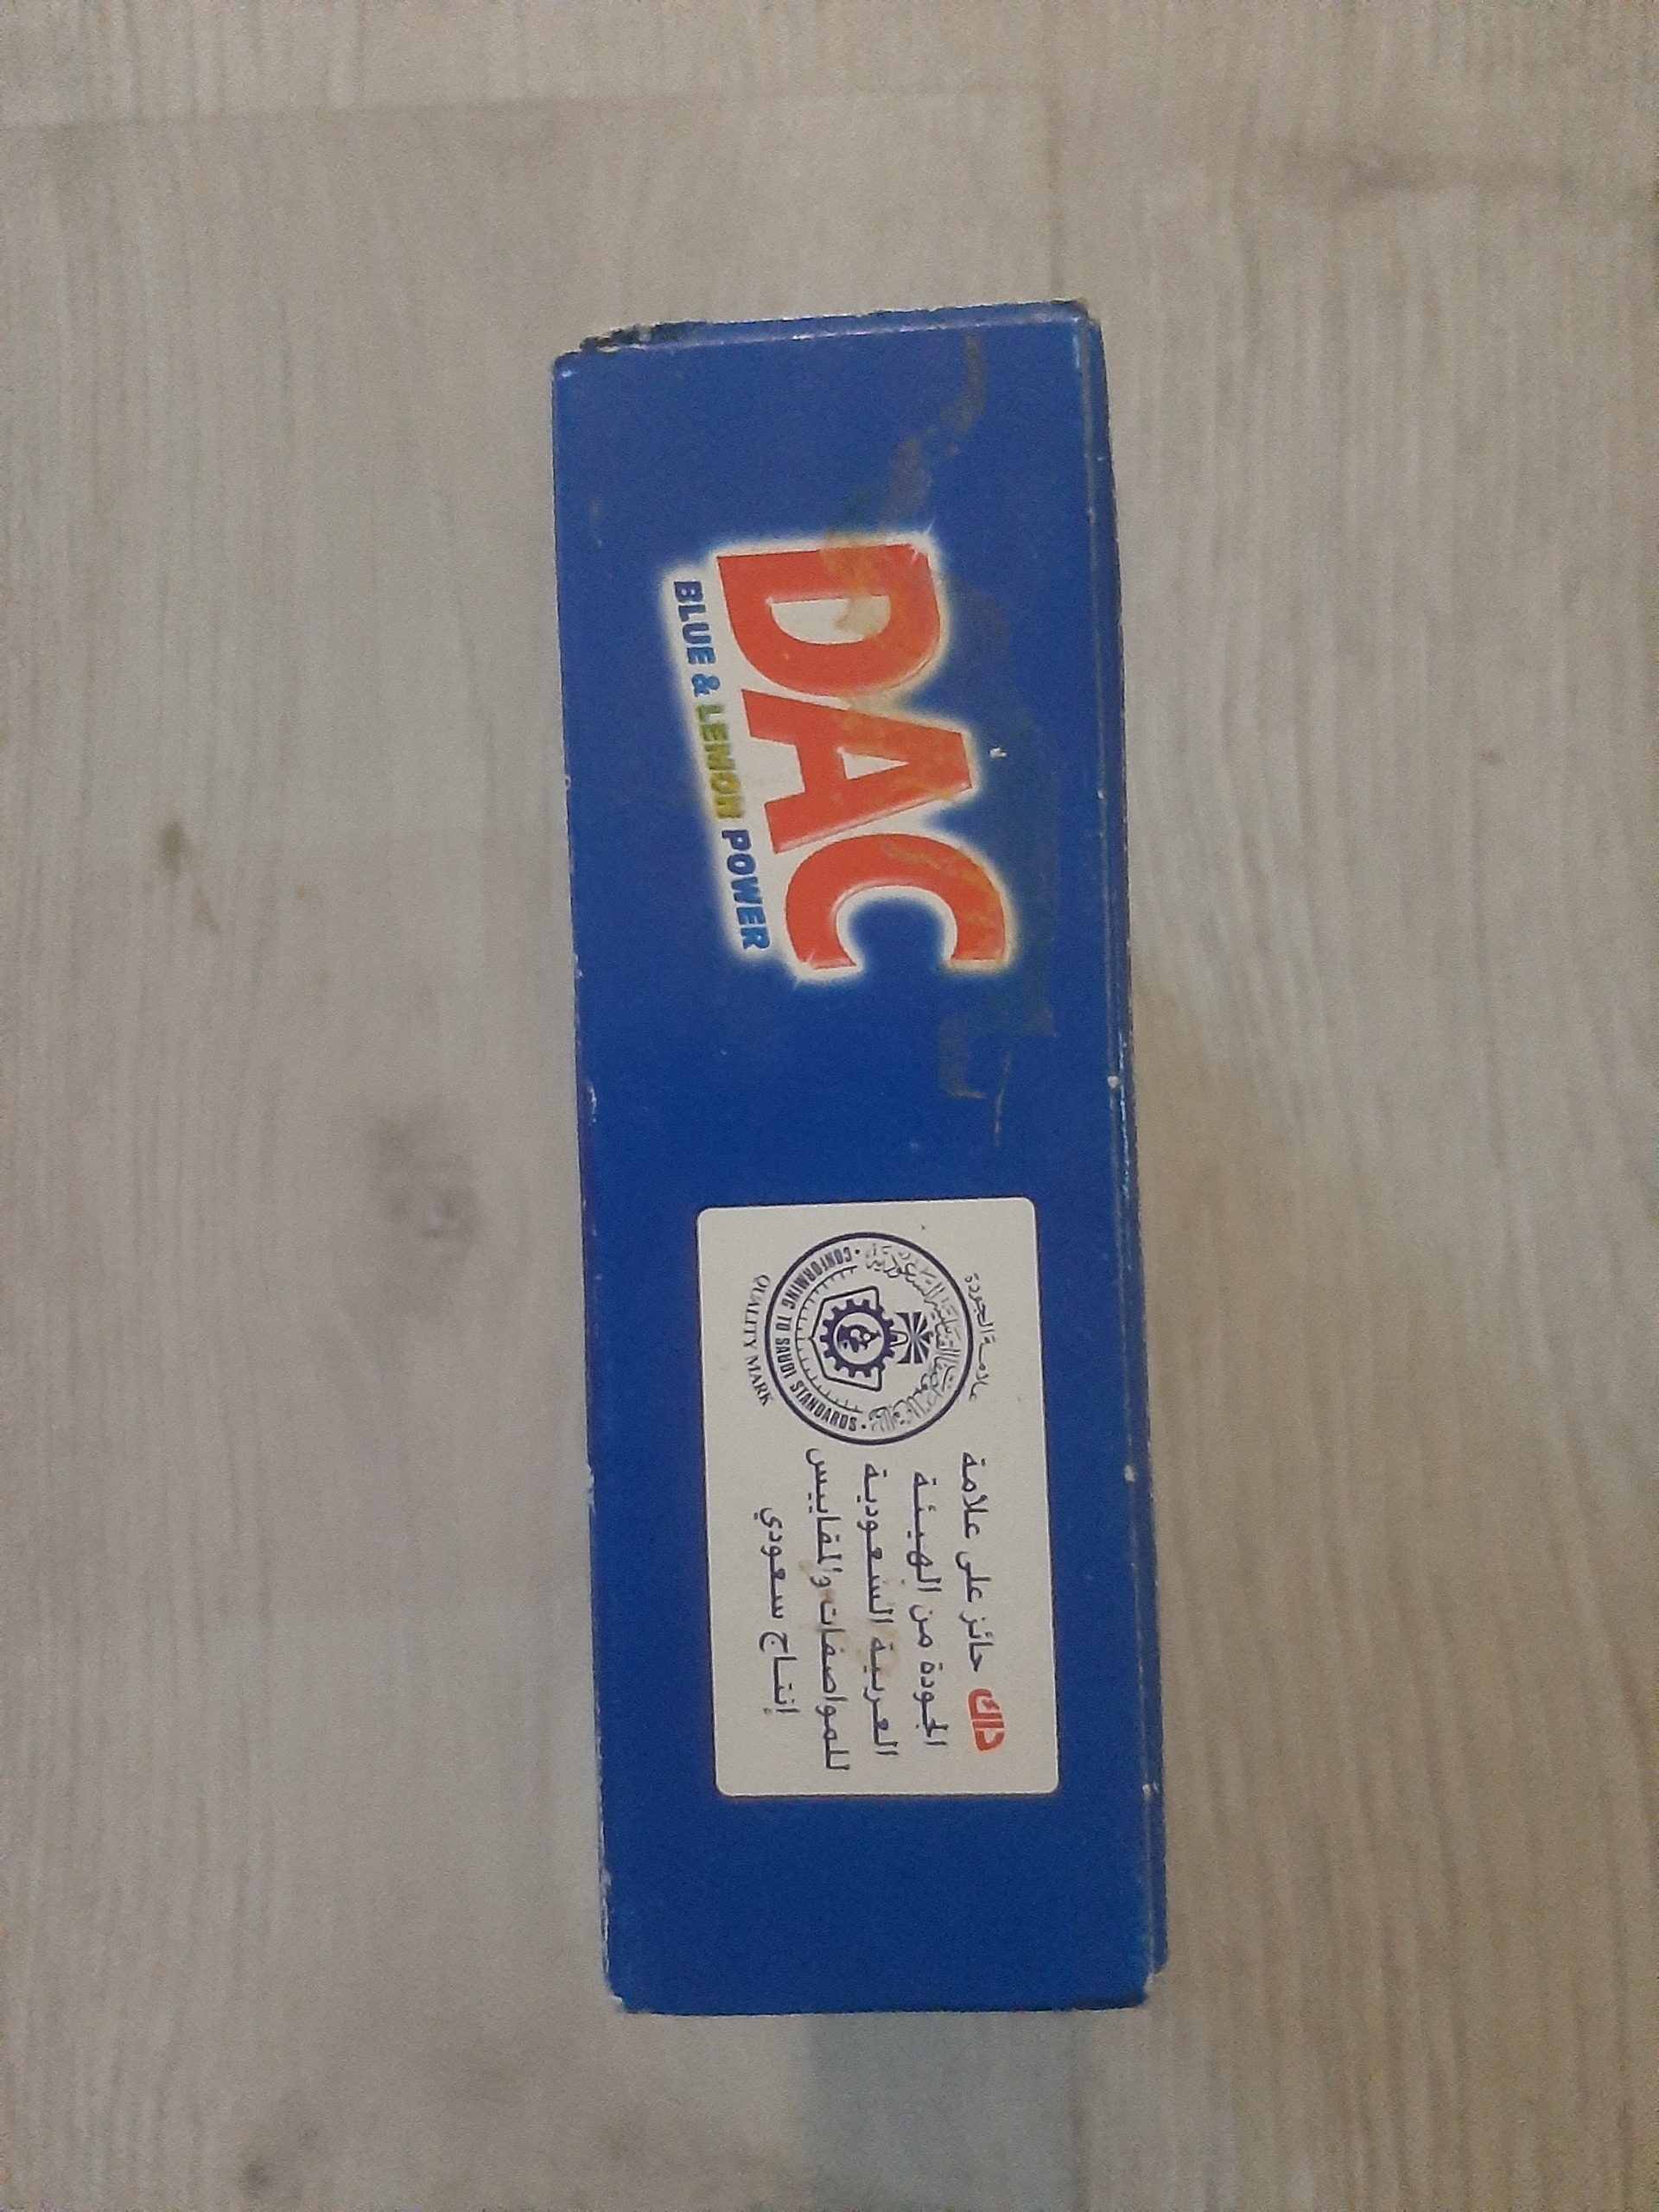 DAC
BLUE & LEMON POWER
علامة الجودة
CONFORMING TO SAUDI STANDARDS
QUALITY MARK
داك حائز على علامة
الجودة من الهيئة
العربية السعودية
للمواصفات والمقاييس
إنتاج سعودي